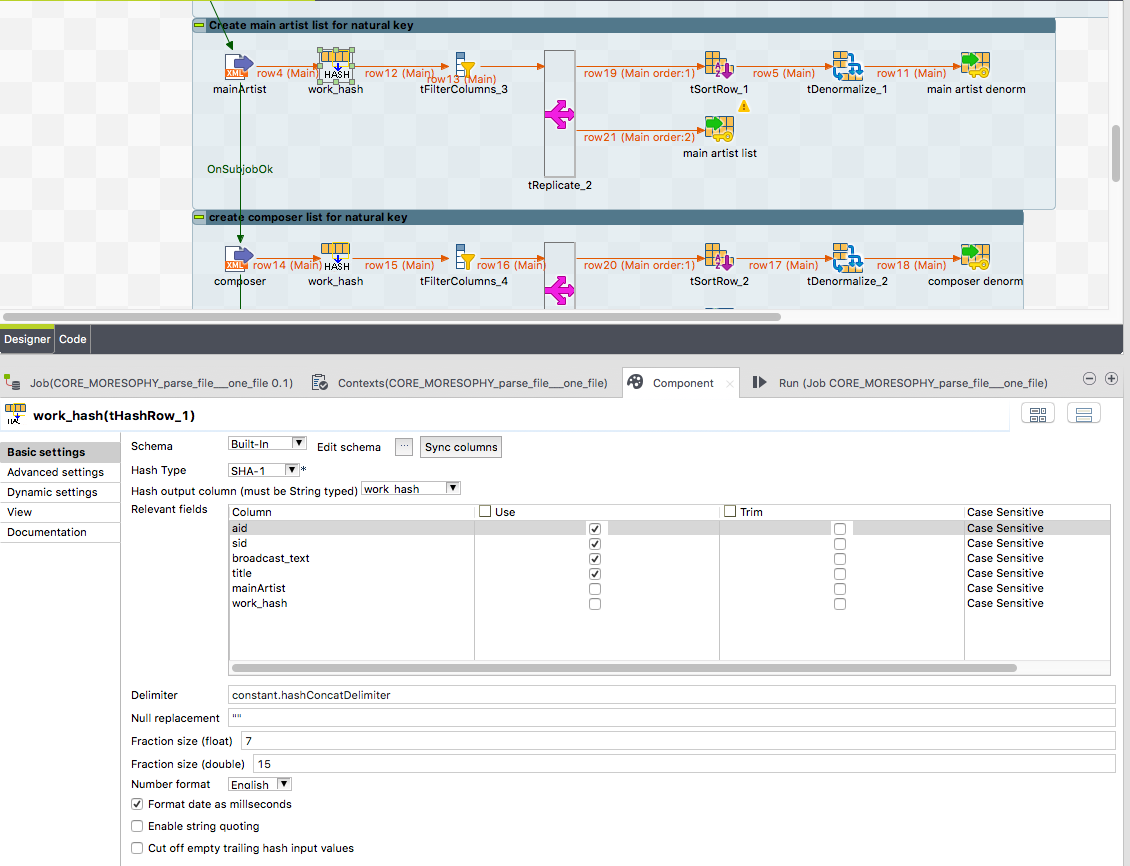 Create main artist list for natural key
row4 (Main)
row12 (Main)
row13 (Main)
row19 (Main order:1)
row5 (Main)
row11 (Main)
XML
HASH
mainArtist
work_hash
tFilterColumns_3
tSortRow_1
tDenormalize_1
main artist denorm
row21 (Main order:2)
main artist list
OnSubjobOk
tReplicate_2
create composer list for natural key
row14 (Main)
row15 (Main)
row16 (Main)
row20 (Main order:1)
row17 (Main)
row18 (Main)
XML
HASH
composer
work_hash
tFilterColumns_4
tSortRow_2
tDenormalize_2
composer denorm
Designer
Code
Job(CORE_MORESOPHY_parse_file___one_file 0.1)
Contexts(CORE_MORESOPHY_parse_file___one_file)
Component
Run (Job CORE_MORESOPHY_parse_file___one_file)
work_hash(tHashRow_1)
Basic settings
Advanced settings
Dynamic settings
View
Documentation
Schema
Built-In
Edit schema
...
Sync columns
Hash Type
SHA-1
*
Hash output column (must be String typed)
work_hash
Relevant fields
Column
Use
Trim
Case Sensitive
aid
Case Sensitive
sid
Case Sensitive
broadcast_text
Case Sensitive
title
Case Sensitive
mainArtist
Case Sensitive
work_hash
Case Sensitive
Delimiter
constant.hashConcatDelimiter
Null replacement
""
Fraction size (float)
7
Fraction size (double)
15
Number format
English
Format date as millseconds
Enable string quoting
Cut off empty trailing hash input values